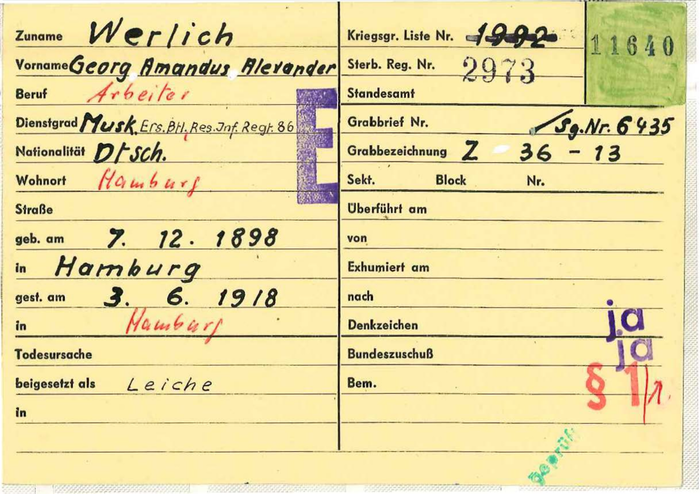 Zuname Werlich
Vorname Georg Amandus Alexander
Beruf Arbeiter
Dienstgrad Musk. Ers.Btl. Res. Inf. Regt. 86
Nationalität Dtsch.
Wohnort Hamburg
Straße
geb. am 7. 12. 1898
in Hamburg
gest. am 3. 6. 1918
in Hamburg
Todesursache
beigesetzt als Leiche
in
E
Kriegsgr. Liste Nr. 1992
11640
Sterb. Reg. Nr. 2973
Standesamt
Grabbrief Nr. Sg.Nr. 6435
Grabbezeichnung Z 36 - 13
Sekt. Block Nr.
Überführt am
von
Exhumiert am
nach
Denkzeichen ja
Bundeszuschuß ja
Bem. § 1
geprüft